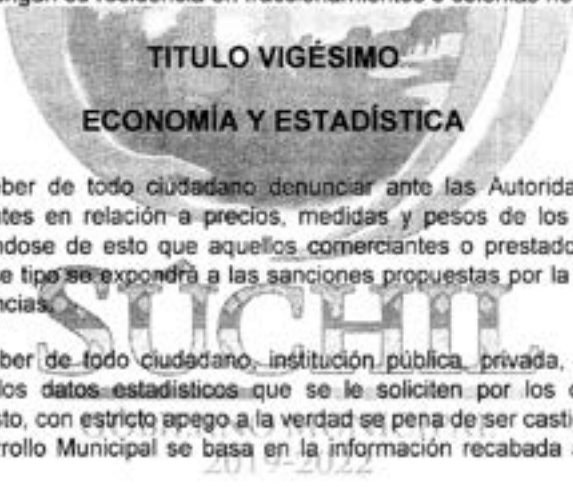 TITULO VIGÉSIMO
ECONOMÍA Y ESTADÍSTICA
ber de todo ciudadano denunciar ante las Autorida
tes en relación a precios, medidas y pesos de los
ndose de esto que aquellos comerciantes o prestado
e tipo se expondrà a las sanciones propuestas por la
ncias.
SÚCHIL
ber de todo ciudadano, institución pública, privada,
los datos estadísticos que se le soliciten por los
sto, con estricto apego a la verdad se pena de ser casti
rrollo Municipal se basa en la información recabada
2019-2022